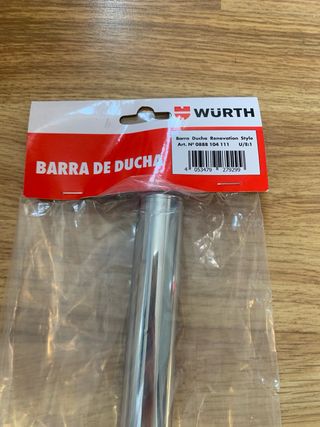 WÜRTH
Barra Ducha Renovation Style
Art. Nº 0888 104 111 U/E:1
4 053479 279299
BARRA DE DUCHA